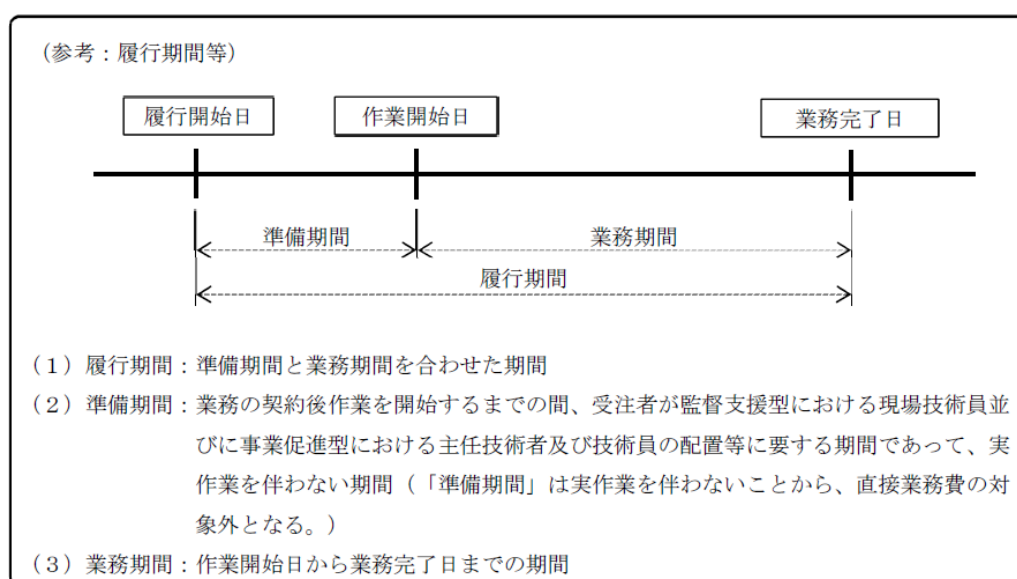 （参考：履行期間等）
履行開始日 作業開始日 業務完了日
準備期間 業務期間
履行期間
（１）履行期間：準備期間と業務期間を合わせた期間
（２）準備期間：業務の契約後作業を開始するまでの間、受注者が監督支援型における現場技術員並
びに事業促進型における主任技術者及び技術員の配置等に要する期間であって、実
作業を伴わない期間（「準備期間」は実作業を伴わないことから、直接業務費の対
象外となる。）
（３）業務期間：作業開始日から業務完了日までの期間